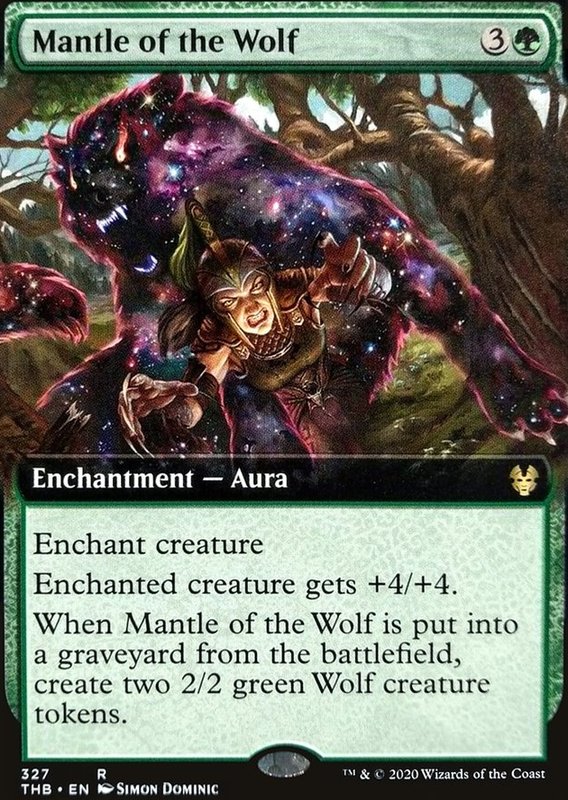 Mantle of the Wolf 3
Enchantment — Aura
Enchant creature
Enchanted creature gets +4/+4.
When Mantle of the Wolf is put into
a graveyard from the battlefield,
create two 2/2 green Wolf creature
tokens.
327 R
THB • EN SIMON DOMINIC
™ & © 2020 Wizards of the Coast